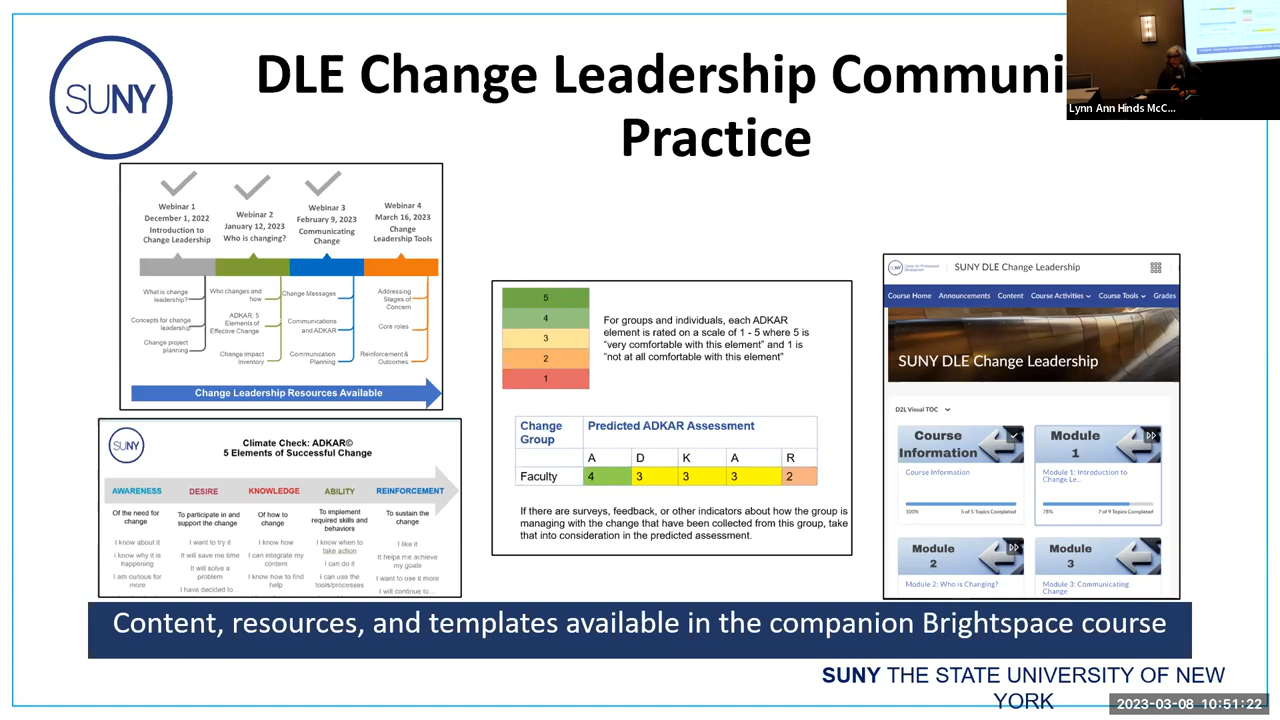 SUNY
DLE Change Leadership Communi
Practice
Lynn Ann Hinds McC...
Webinar 1
December 1, 2022
Introduction to
Change Leadership
Webinar 2
January 12, 2023
Who is changing?
Webinar 3
February 9, 2023
Communicating
Change
Webinar 4
March 16, 2023
Change
Leadership Tools
What is change
leadership?
Concepts for change
leadership
Change project
planning
Who changes and
how
ADKAR: 5
Elements of
Effective Change
Change Impact
Inventory
Change Messages
Communications
and ADKAR
Communication
Planning
Addressing
Stages of
Concern
Core roles
Reinforcement &
Outcomes
Change Leadership Resources Available
SUNY
Climate Check: ADKAR©
5 Elements of Successful Change
AWARENESS
Of the need for
change
I know about it
i know why it is
happening
I am curious for
more
DESIRE
To participate in and
support the change
I want to try it
It will save me time
It will solve a
problem
I have decided to...
KNOWLEDGE
Of how to
change
I know how
I can integrate my
content
I know how to find
help
ABILITY
To implement
required skills and
behaviors
I know when to
take action
I can do it
I can use the
tools/processes
REINFORCEMENT
To sustain the
change
I like it
It helps me achieve
my goals
I want to use it more
I will continue to...
5
4
3
2
1
For groups and individuals, each ADKAR
element is rated on a scale of 1 - 5 where 5 is
"very comfortable with this element" and 1 is
"not at all comfortable with this element"
Change Group Predicted ADKAR Assessment
A D K A R
Faculty 4 3 3 3 2
If there are surveys, feedback, or other indicators about how the group is
managing with the change that have been collected from this group, take
that into consideration in the predicted assessment.
SUNY DLE Change Leadership
Course Home Announcements Content Course Activities Course Tools Grades
SUNY DLE Change Leadership
D2L Visual TOC
Course
Information
Course Information
100% 5 of 5 Topics Completed
Module
1
Module 1: Introduction to
Change Le...
78% 7 of 9 Topics Completed
Module
2
Module 2: Who is Changing?
Module
3
Module 3: Communicating
Change
Content, resources, and templates available in the companion Brightspace course
SUNY THE STATE UNIVERSITY OF NEW
YORK
2023-03-08 10:51:22